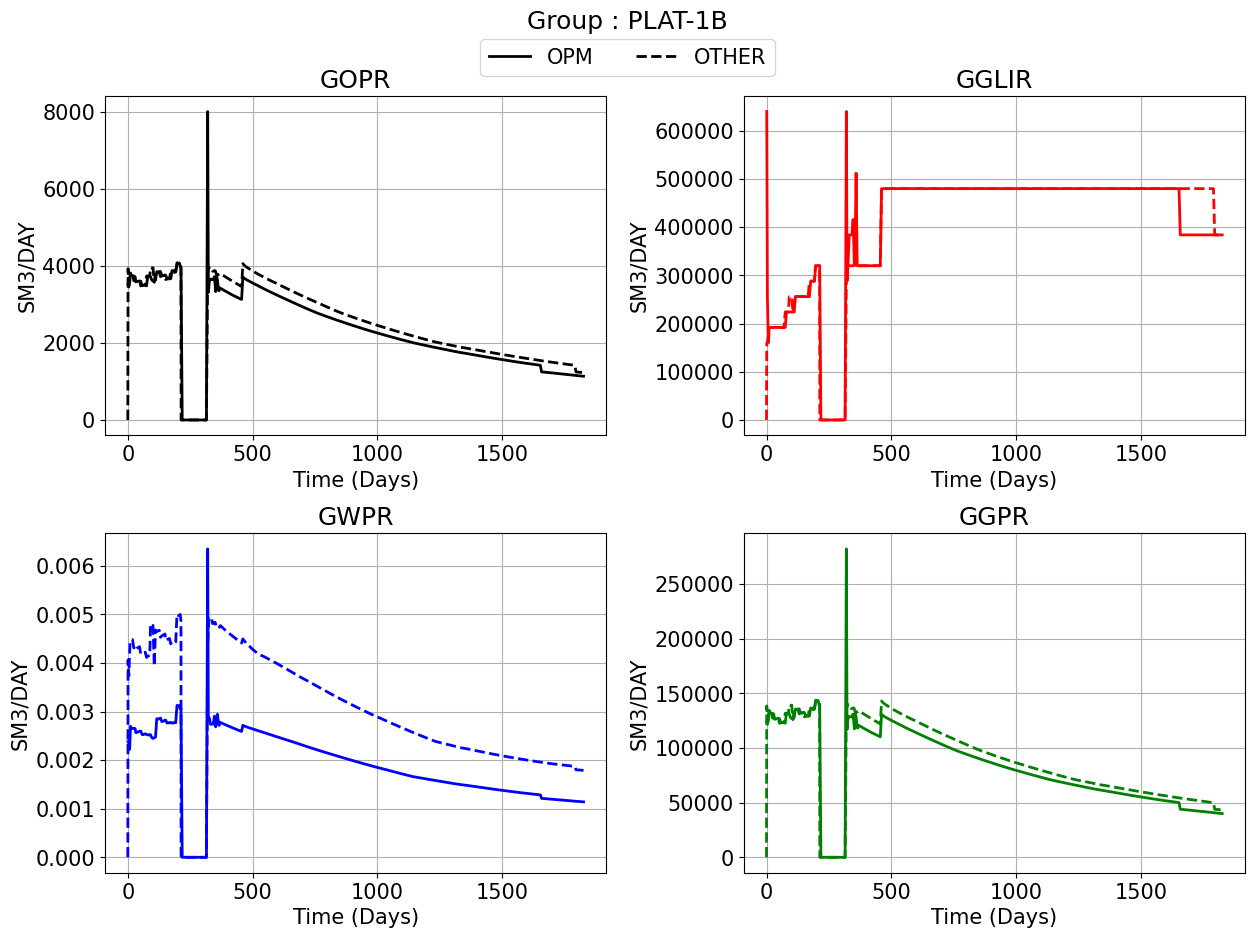 Group : PLAT-1B
OPM OTHER
GOPR
SM3/DAY
8000
6000
4000
2000
0
0 500 1000 1500
Time (Days)
GGLIR
SM3/DAY
600000
500000
400000
300000
200000
100000
0
0 500 1000 1500
Time (Days)
GWPR
SM3/DAY
0.006
0.005
0.004
0.003
0.002
0.001
0.000
0 500 1000 1500
Time (Days)
GGPR
SM3/DAY
250000
200000
150000
100000
50000
0
0 500 1000 1500
Time (Days)